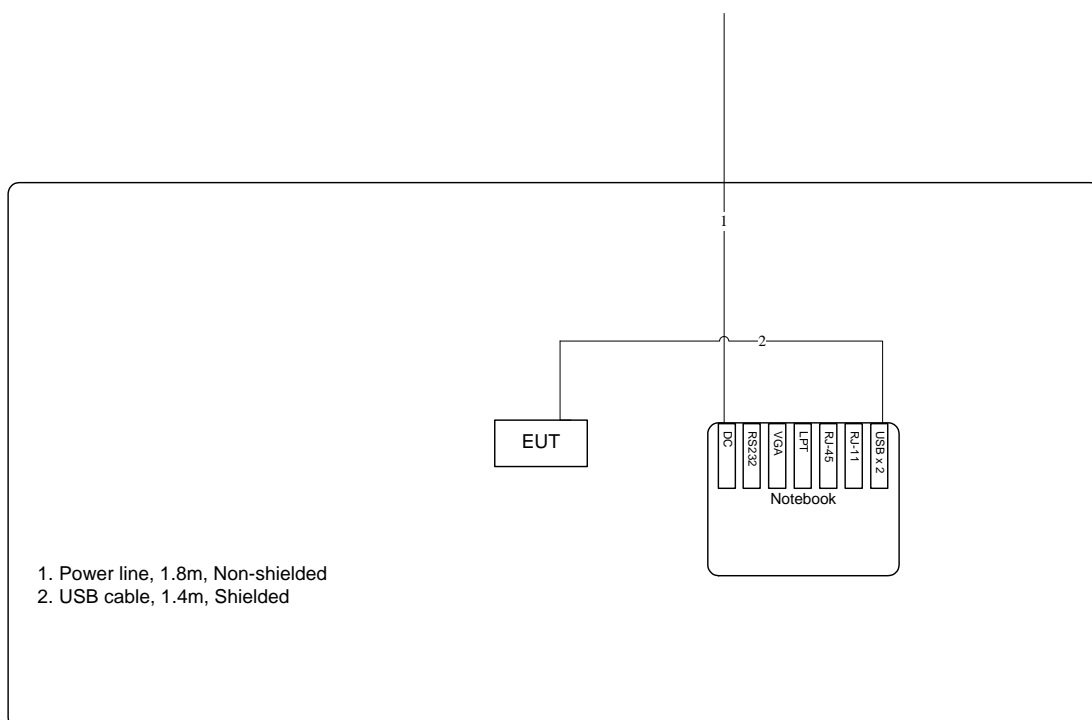 1
2
EUT
DC
RS232
VGA
LPT
RJ-45
RJ-11
USB x 2
Notebook
1. Power line, 1.8m, Non-shielded
2. USB cable, 1.4m, Shielded